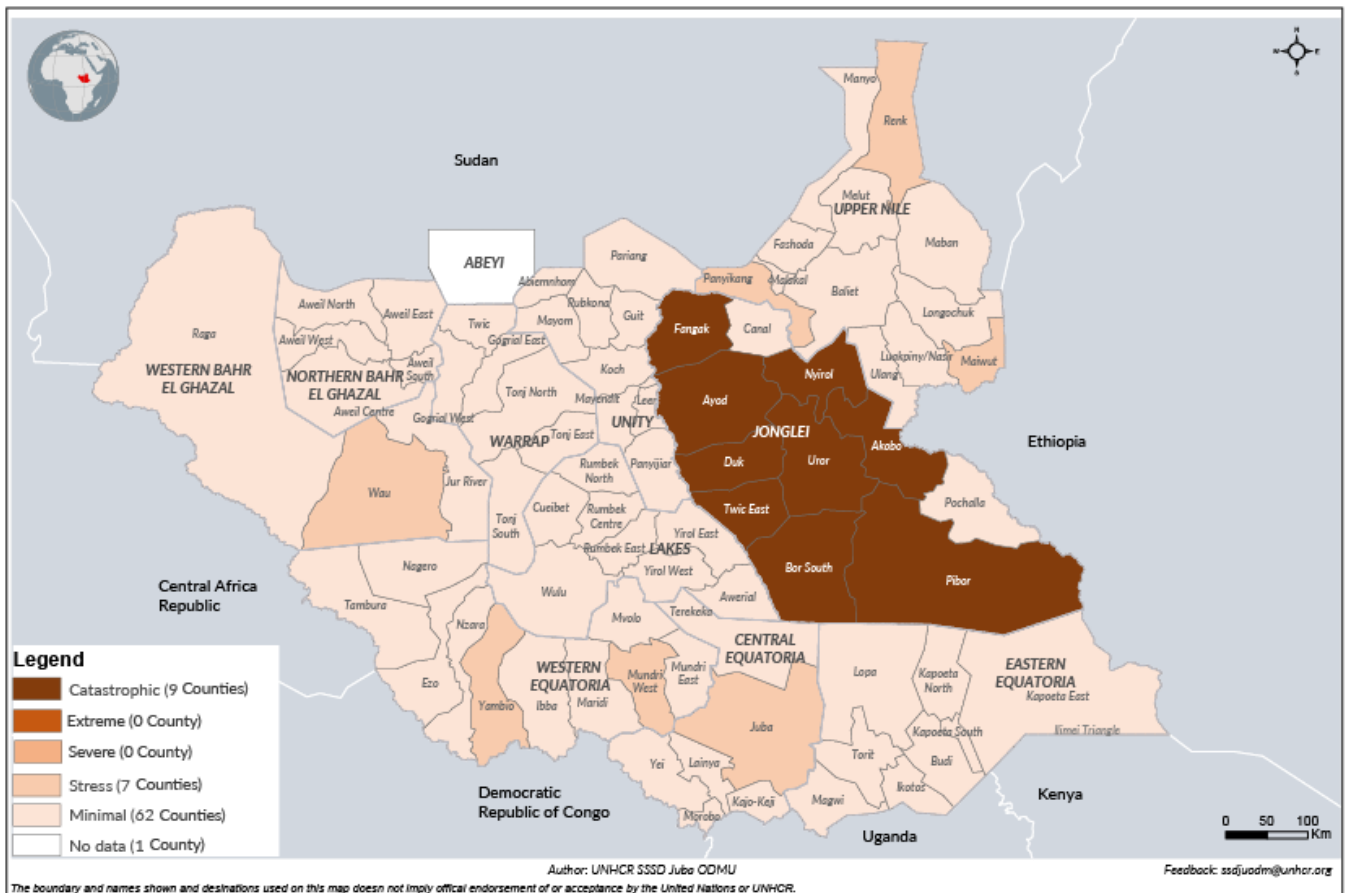 N
W E
S
Manyo
Renk
Sudan
Melut
UPPER NILE
Fashoda
Maban
Pariang
ABEYI
Panyikang
Malakal
Abiemnhom
Baliet
Rubkona
Aweil North
Aweil East
Mayom
Guit
Longochuk
Twic
Fangak
Canal
Raga
Aweil West
Gogrial East
Luakpiny/Nasir
Maiwut
WESTERN BAHR
EL GHAZAL
NORTHERN BAHR
EL GHAZAL
Aweil
South
Koch
Nyirol
Ulang
Tonj North
Mayendit
Leer
Ayod
Aweil Centre
Gogrial West
UNITY
JONGLEI
WARRAP
Tonj East
Akobo
Ethiopia
Duk
Uror
Panyijiar
Rumbek
North
Jur River
Wau
Pochalla
Cueibet
Rumbek
Centre
Twic East
Tonj
South
Yirol East
Rumbek East
LAKES
Nagero
Bor South
Yirol West
Pibor
Central Africa
Republic
Wulu
Awerial
Tambura
Terekeka
Mvolo
Nzara
CENTRAL
EQUATORIA
Legend
WESTERN
EQUATORIA
Mundri
West
Mundri
East
Lopa
Kapoeta
North
EASTERN
EQUATORIA
Kapoeta East
Ezo
Catastrophic (9 Counties)
Yambio
Ibba
Maridi
Extreme (0 County)
Juba
Kapoeta South
Ilimei Triangle
Severe (0 County)
Yei
Lainya
Torit
Budi
Stress (7 Counties)
Ikotos
Democratic
Republic of Congo
Kajo-Keji
Magwi
Kenya
Minimal (62 Counties)
Morobo
Uganda
0 50 100
Km
No data (1 County)
Author: UNHCR SSSD Juba ODMU
Feedback: ssdjuodm@unhcr.org
The boundary and names shown and desinations used on this map doesn not imply offical endorsement of or acceptance by the United Nations or UNHCR.